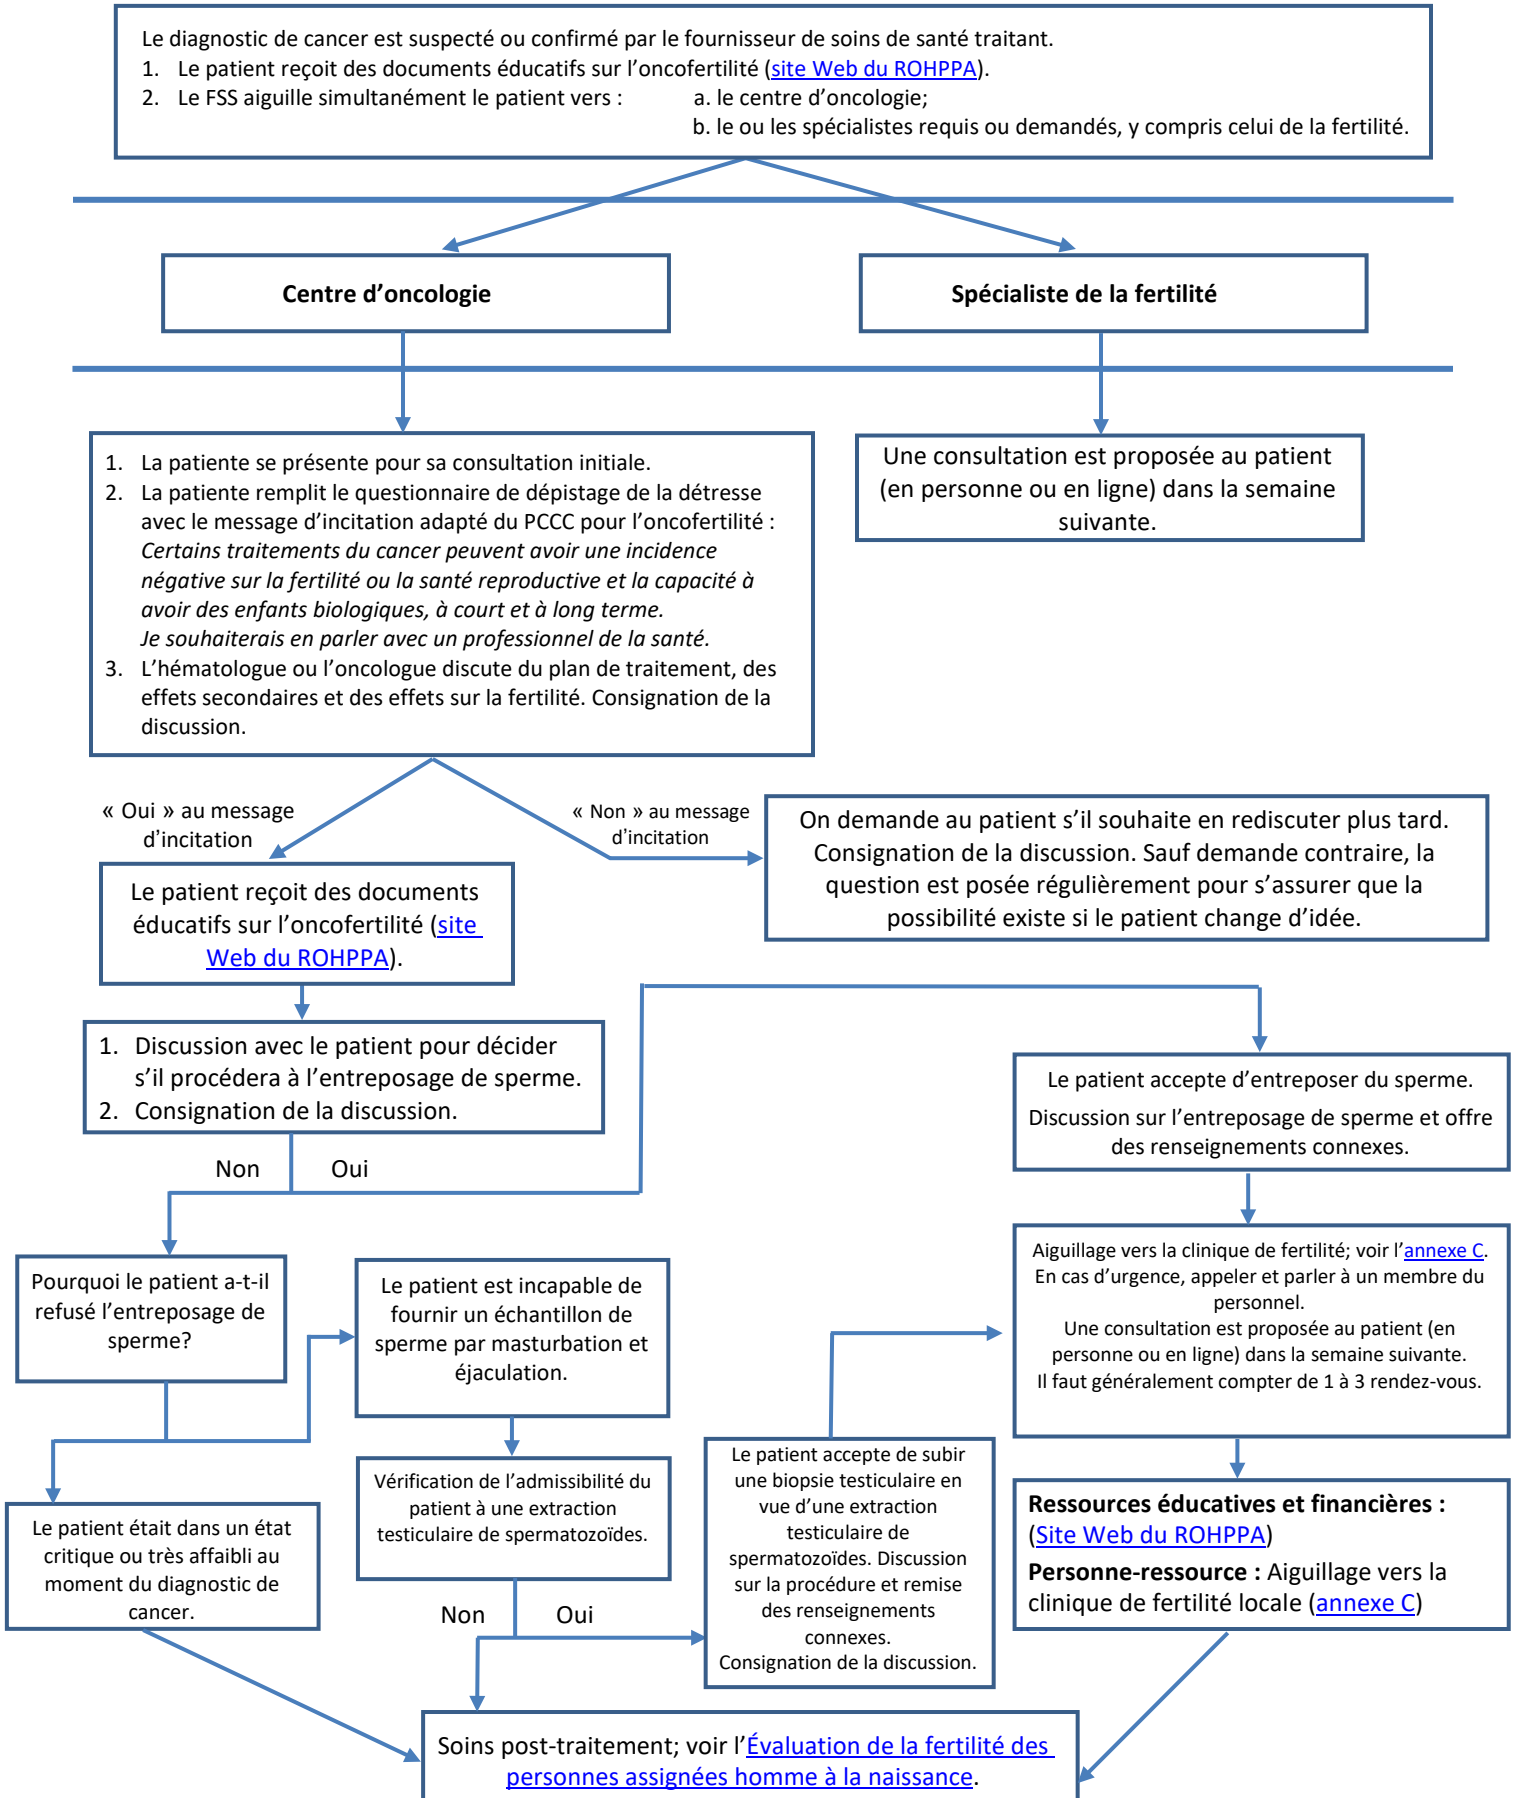 Le diagnostic de cancer est suspecté ou confirmé par le fournisseur de soins de santé traitant.
1. Le patient reçoit des documents éducatifs sur l’oncofertilité (site Web du ROHPPA).
2. Le FSS aiguille simultanément le patient vers : a. le centre d’oncologie;
b. le ou les spécialistes requis ou demandés, y compris celui de la fertilité.
Centre d’oncologie
Spécialiste de la fertilité
1. La patiente se présente pour sa consultation initiale.
2. La patiente remplit le questionnaire de dépistage de la détresse
avec le message d’incitation adapté du PCCC pour l’oncofertilité :
Certains traitements du cancer peuvent avoir une incidence
négative sur la fertilité ou la santé reproductive et la capacité à
avoir des enfants biologiques, à court et à long terme.
Je souhaiterais en parler avec un professionnel de la santé.
3. L’hématologue ou l’oncologue discute du plan de traitement, des
effets secondaires et des effets sur la fertilité. Consignation de la
discussion.
Une consultation est proposée au patient
(en personne ou en ligne) dans la semaine
suivante.
« Oui » au message
d’incitation
« Non » au message
d’incitation
On demande au patient s’il souhaite en rediscuter plus tard.
Consignation de la discussion. Sauf demande contraire, la
question est posée régulièrement pour s’assurer que la
possibilité existe si le patient change d’idée.
Le patient reçoit des documents
éducatifs sur l’oncofertilité (site
Web du ROHPPA).
1. Discussion avec le patient pour décider
s’il procédera à l’entreposage de sperme.
2. Consignation de la discussion.
Non
Oui
Le patient accepte d’entreposer du sperme.
Discussion sur l’entreposage de sperme et offre
des renseignements connexes.
Pourquoi le patient a-t-il
refusé l’entreposage de
sperme?
Le patient est incapable de
fournir un échantillon de
sperme par masturbation et
éjaculation.
Aiguillage vers la clinique de fertilité; voir l’annexe C.
En cas d’urgence, appeler et parler à un membre du
personnel.
Une consultation est proposée au patient (en
personne ou en ligne) dans la semaine suivante.
Il faut généralement compter de 1 à 3 rendez-vous.
Le patient était dans un état
critique ou très affaibli au
moment du diagnostic de
cancer.
Vérification de l’admissibilité du
patient à une extraction
testiculaire de spermatozoïdes.
Non
Oui
Le patient accepte de subir
une biopsie testiculaire en
vue d’une extraction
testiculaire de
spermatozoïdes. Discussion
sur la procédure et remise
des renseignements
connexes.
Consignation de la discussion.
Ressources éducatives et financières :
(Site Web du ROHPPA)
Personne-ressource : Aiguillage vers la
clinique de fertilité locale (annexe C)
Soins post-traitement; voir l’Évaluation de la fertilité des
personnes assignées homme à la naissance.